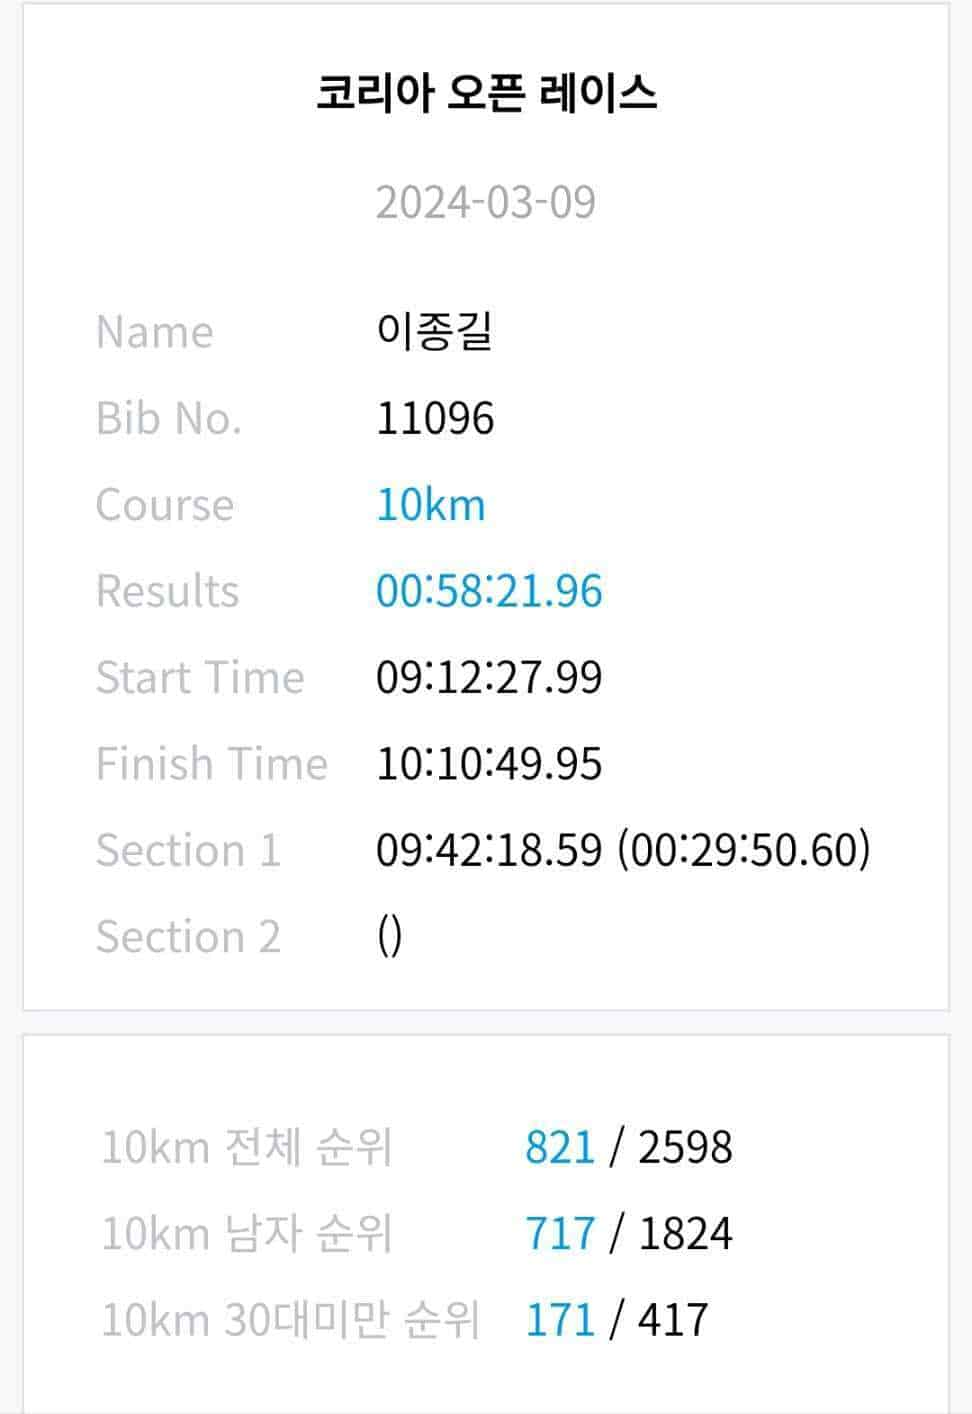 코리아 오픈 레이스
2024-03-09
Name 이종길
Bib No. 11096
Course 10km
Results 00:58:21.96
Start Time 09:12:27.99
Finish Time 10:10:49.95
Section 1 09:42:18.59 (00:29:50.60)
Section 2 ()
10km 전체 순위 821 / 2598
10km 남자 순위 717 / 1824
10km 30대미만 순위 171 / 417